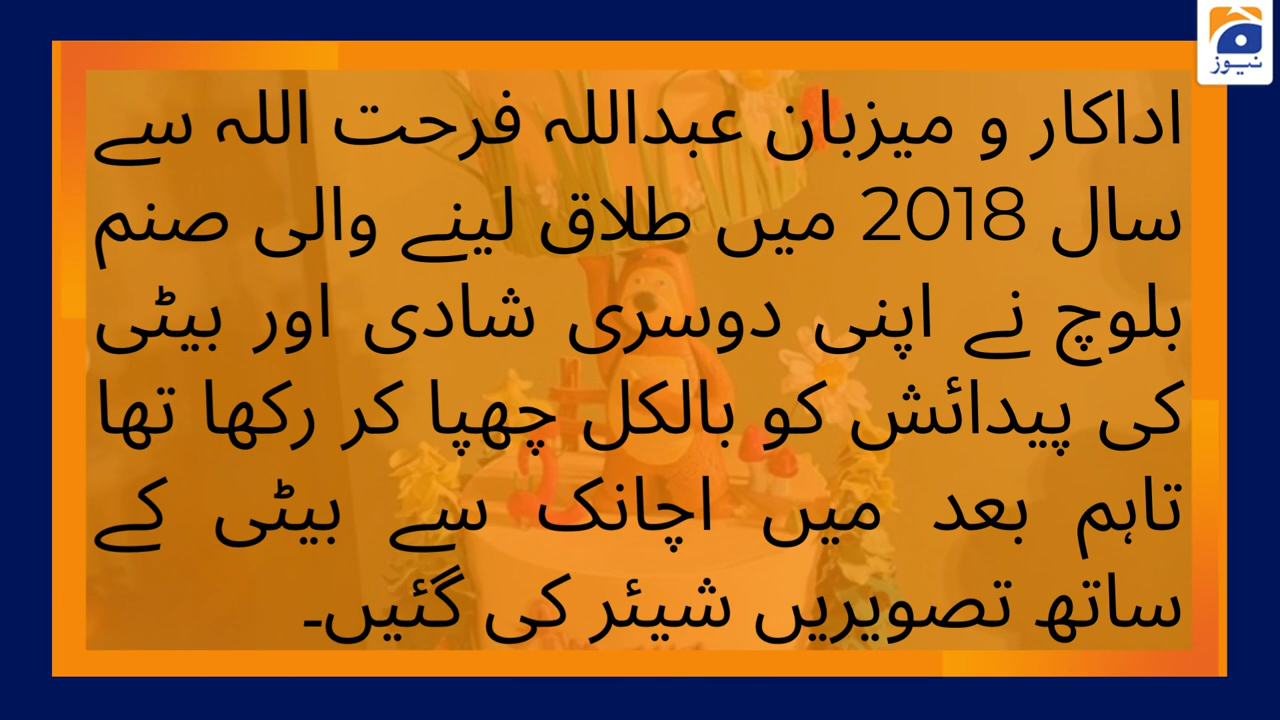 نیوز
اداکار و میزبان عبداللہ فرحت اللہ سے
سال 2018 میں طلاق لینے والی صنم
بلوچ نے اپنی دوسری شادی اور بیٹی
کی پیدائش کو بالکل چھپا کر رکھا تھا
تاہم بعد میں اچانک سے بیٹی کے
ساتھ تصویریں شیئر کی گئیں۔